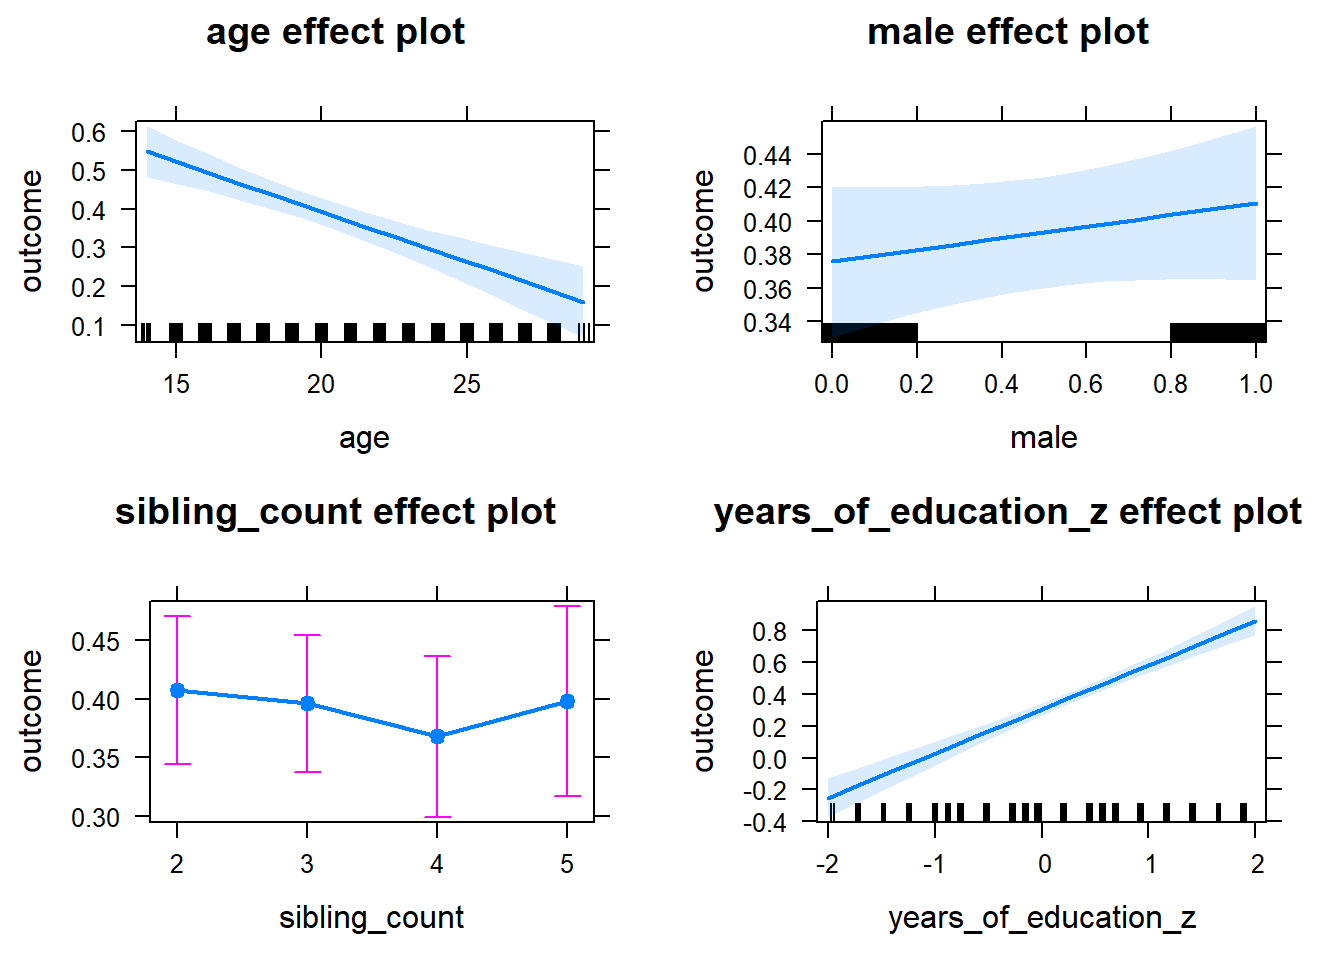 age effect plot
outcome
0.6
0.5
0.4
0.3
0.2
0.1
15 20 25
age
male effect plot
outcome
0.44
0.42
0.40
0.38
0.36
0.34
0.0 0.2 0.4 0.6 0.8 1.0
male
sibling_count effect plot
outcome
0.45
0.40
0.35
0.30
2 3 4 5
sibling_count
years_of_education_z effect plot
outcome
0.8
0.6
0.4
0.2
0.0
-0.2
-0.4
-2 -1 0 1 2
years_of_education_z